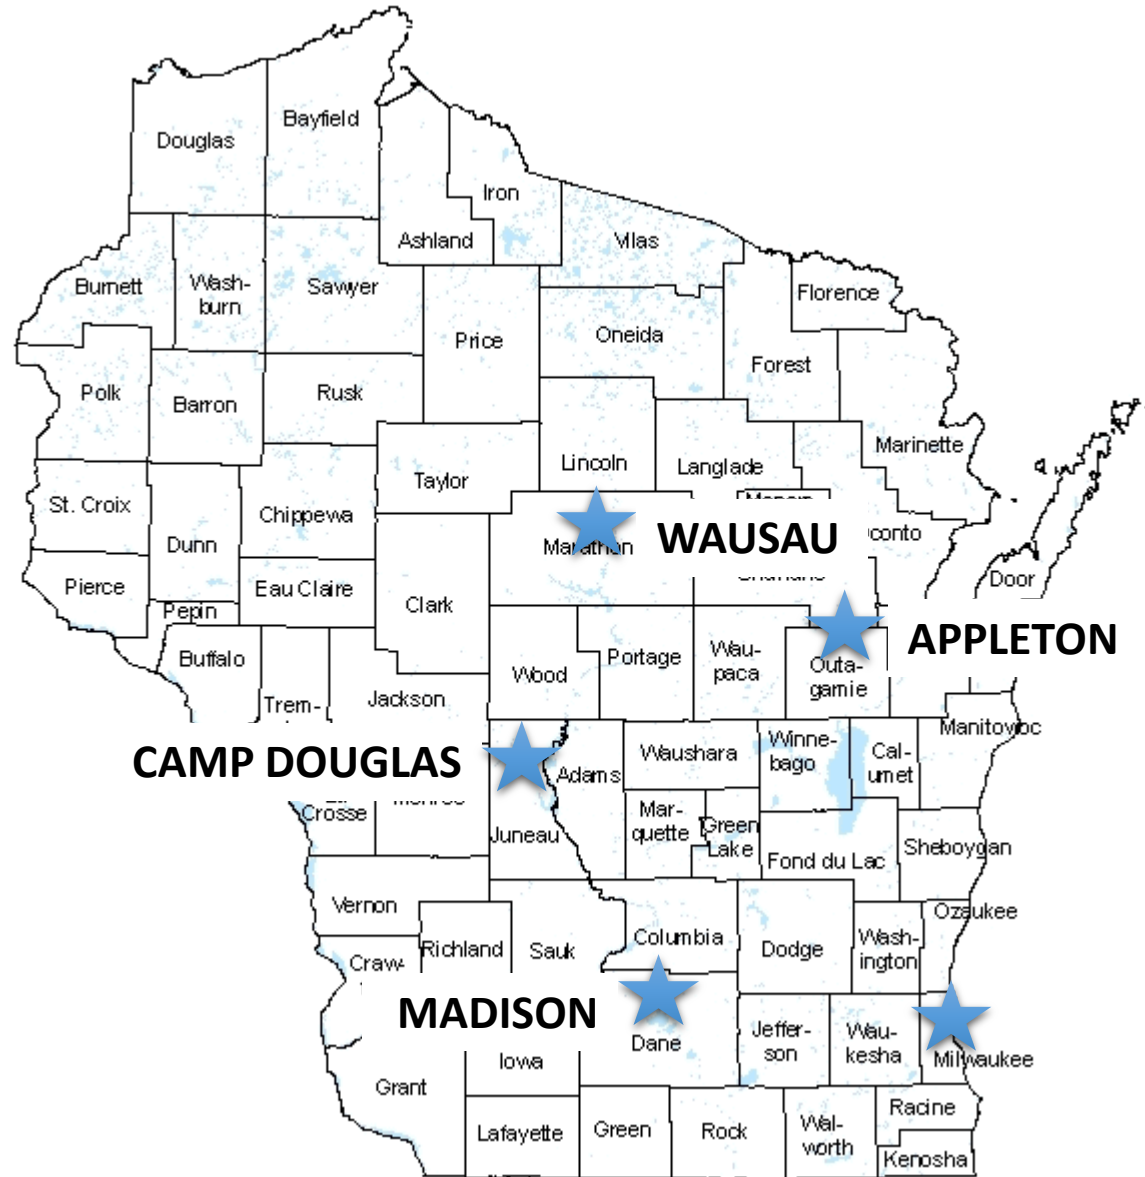 Bayfield
Douglas
Iron
Ashland
Vilas
Burnett
Wash-
burn
Sawyer
Florence
Price
Oneida
Forest
Polk
Barron
Rusk
Marinette
Lincoln
Langlade
Taylor
St. Croix
Chippewa
Dunn
Marathon
WAUSAU
conto
Door
Pierce
Eau Claire
Clark
Pepin
APPLETON
Buffalo
Wood
Portage
Wau-
paca
Outa-
gamie
Trem-
Jackson
Manitowoc
CAMP DOUGLAS
Adams
Waushara
Winne-
bago
Cal-
umet
Crosse
Juneau
Mar-
quette
Green
Lake
Fond du Lac
Sheboygan
Vernon
Richland
Sauk
Columbia
Dodge
Wash-
ington
Ozaukee
Craw-
MADISON
Dane
Jeffer-
son
Wau-
kesha
Milwaukee
Iowa
Grant
Lafayette
Green
Rock
Wal-
worth
Racine
Kenosha